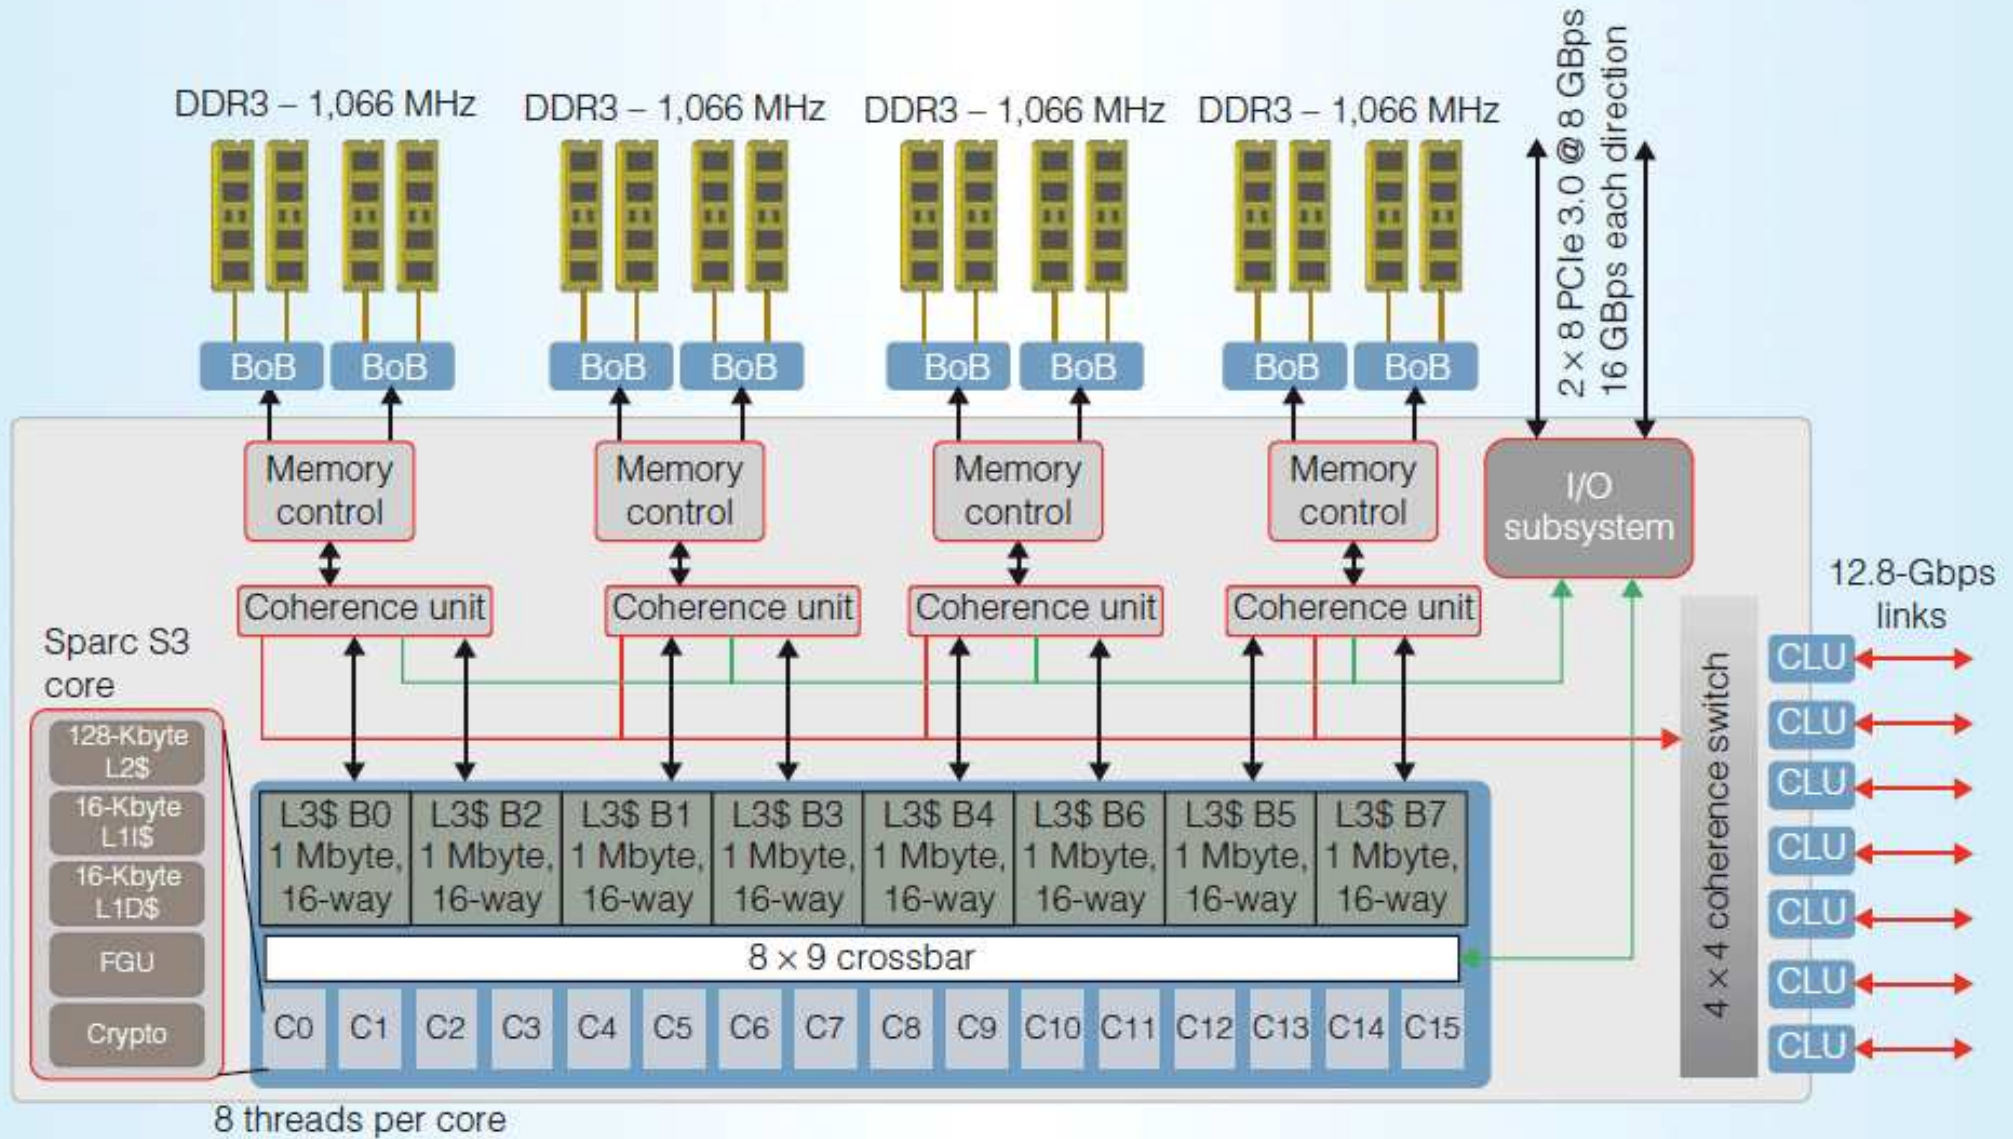 DDR3 – 1,066 MHz
DDR3 – 1,066 MHz
DDR3 – 1,066 MHz
DDR3 – 1,066 MHz
2 × 8 PCIe 3.0 @ 8 GBps
16 GBps each direction
BoB
BoB
BoB
BoB
BoB
BoB
BoB
BoB
Memory
control
Memory
control
Memory
control
Memory
control
I/O
subsystem
Coherence unit
Coherence unit
Coherence unit
Coherence unit
12.8-Gbps
links
Sparc S3
core
128-Kbyte
L2$
16-Kbyte
L1I$
16-Kbyte
L1D$
FGU
Crypto
L3$ B0
1 Mbyte,
16-way
L3$ B2
1 Mbyte,
16-way
L3$ B1
1 Mbyte,
16-way
L3$ B3
1 Mbyte,
16-way
L3$ B4
1 Mbyte,
16-way
L3$ B6
1 Mbyte,
16-way
L3$ B5
1 Mbyte,
16-way
L3$ B7
1 Mbyte,
16-way
8 × 9 crossbar
C0
C1
C2
C3
C4
C5
C6
C7
C8
C9
C10
C11
C12
C13
C14
C15
4 × 4 coherence switch
CLU
CLU
CLU
CLU
CLU
CLU
CLU
8 threads per core